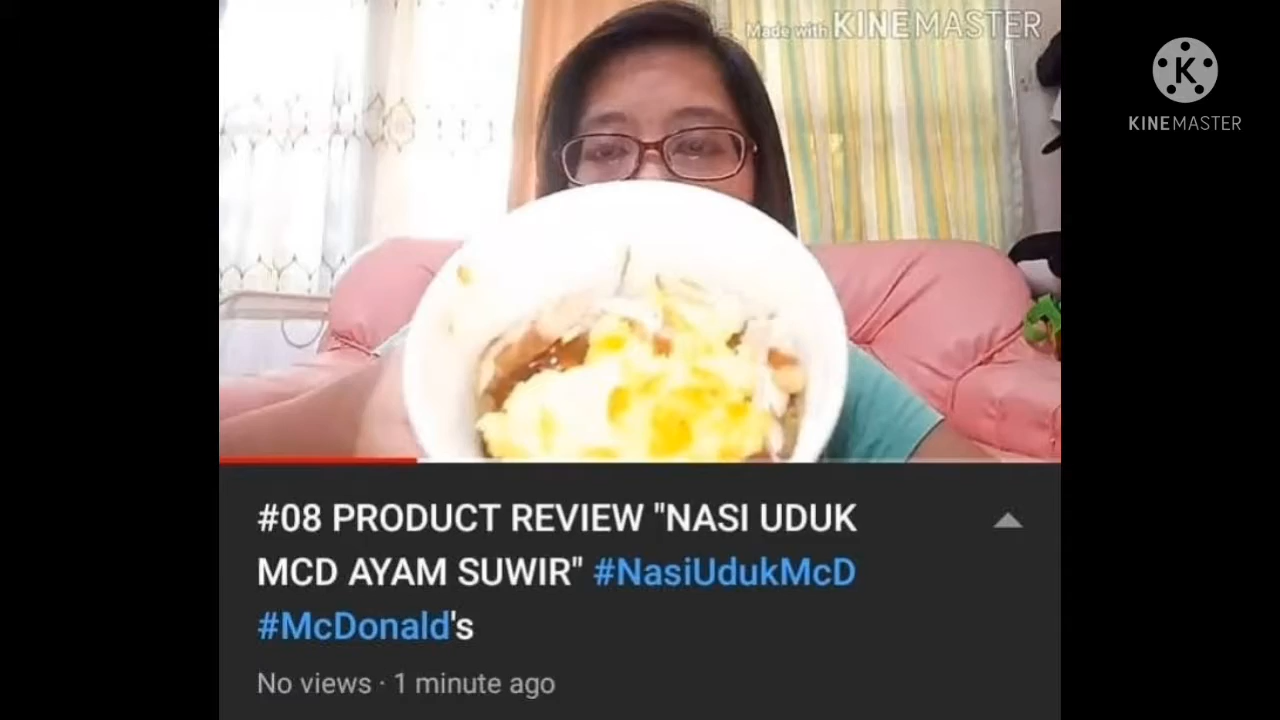 Made with KINEMASTER
K
KINEMASTER
#08 PRODUCT REVIEW "NASI UDUK
MCD AYAM SUWIR" #NasiUdukMcD
#McDonald's
No views · 1 minute ago